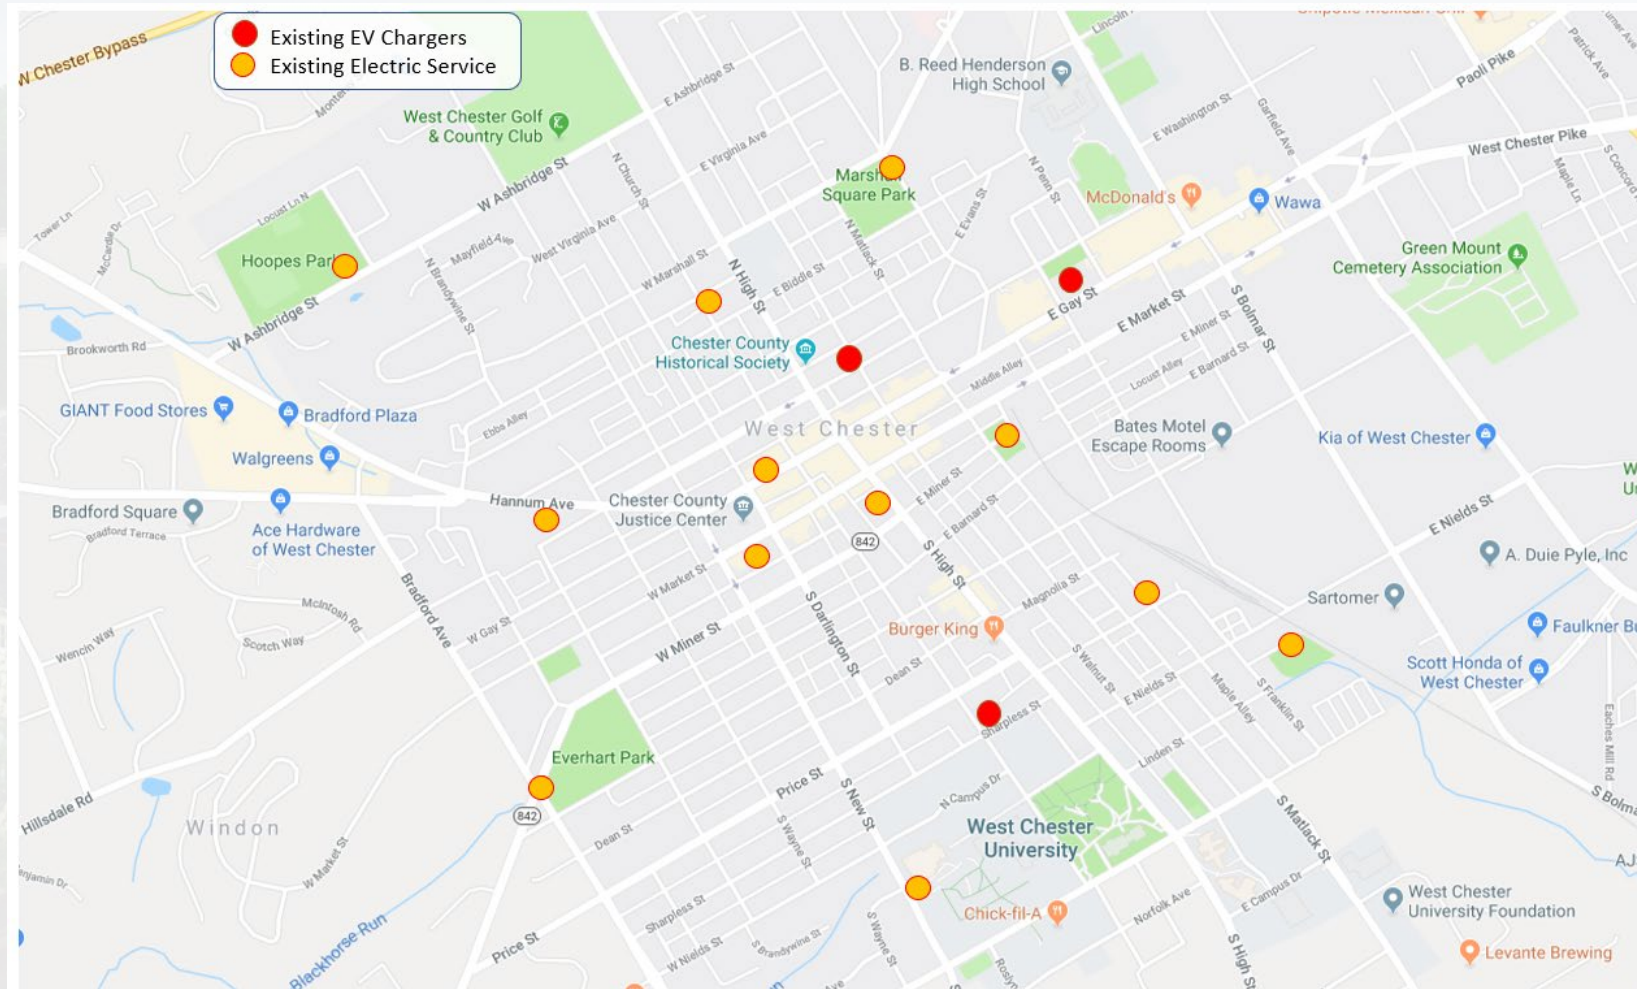 Existing EV Chargers
Existing Electric Service
W Chester Bypass
West Chester Golf
& Country Club
E Ashbridge St
B. Reed Henderson
High School
Lincoln
Paoli Pike
Patrick Ave
E Washington St
Garfield Ave
West Chester Pike
S Concord
Maple Ln
E Virginia Ave
N Church St
W Ashbridge St
Marshall
Square Park
N Penn St
McDonald's
Wawa
Locust Ln N
Tower Ln
McCardle Dr
Hoopes Park
Mayfield Ave
West Virginia Ave
N Brandywine St
W Marshall St
N High St
E Biddle St
N Matlack St
E Evans St
Green Mount
Cemetery Association
E Gay St
E Market St
S Bolmar St
E Miner St
E Barnard St
Locust Alley
Middle Alley
W Ashbridge St
Brookworth Rd
Chester County
Historical Society
GIANT Food Stores
Bradford Plaza
Ebbs Alley
West Chester
Bates Motel
Escape Rooms
Kia of West Chester
Walgreens
Bradford Square
Bradford Terrace
Ace Hardware
of West Chester
Hannum Ave
Chester County
Justice Center
842
E Miner St
E Barnard St
E Nields St
A. Duie Pyle, Inc
S High St
W Market St
Magnolia St
Sartomer
McIntosh Rd
Scotch Way
Wencin Way
Bradford Ave
W Gay St
W Miner St
S Darlington St
Burger King
Dean St
S Walnut St
E Nields St
Maple Alley
S Franklin St
Faulkner Bu
Scott Honda of
West Chester
Eaches Mill Rd
Sharpless St
Linden St
Everhart Park
Price St
S New St
N Campus Dr
842
Hillsdale Rd
Windon
W Market St
Dean St
S Wayne St
West Chester
University
S Matlack St
S Bolma
Sharpless St
W Nields St
S Brandywine St
S Wayne St
Chick-fil-A
Norfolk Ave
E Campus Dr
West Chester
University Foundation
Levante Brewing
Blackhorse Run
Price St
S High St